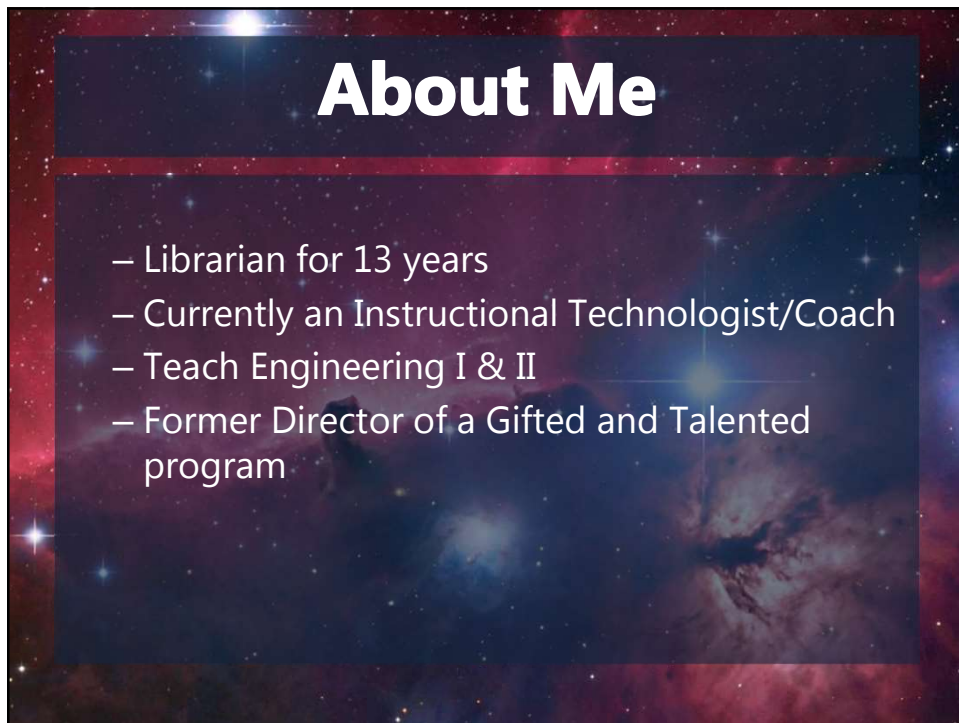 About Me
– Librarian for 13 years
– Currently an Instructional Technologist/Coach
– Teach Engineering I & II
– Former Director of a Gifted and Talented
program